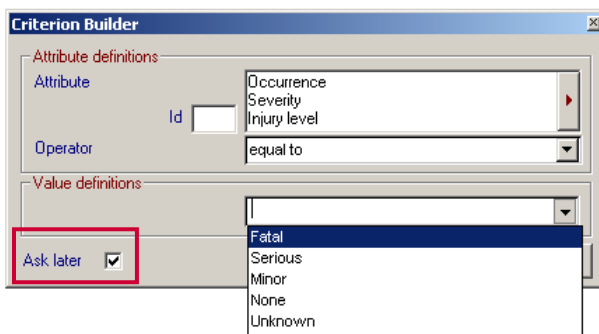 Criterion Builder
Attribute definitions
Attribute
Occurrence
Severity
Injury level
Id
Operator
equal to
Value definitions
Fatal
Ask later
Serious
Minor
None
Unknown